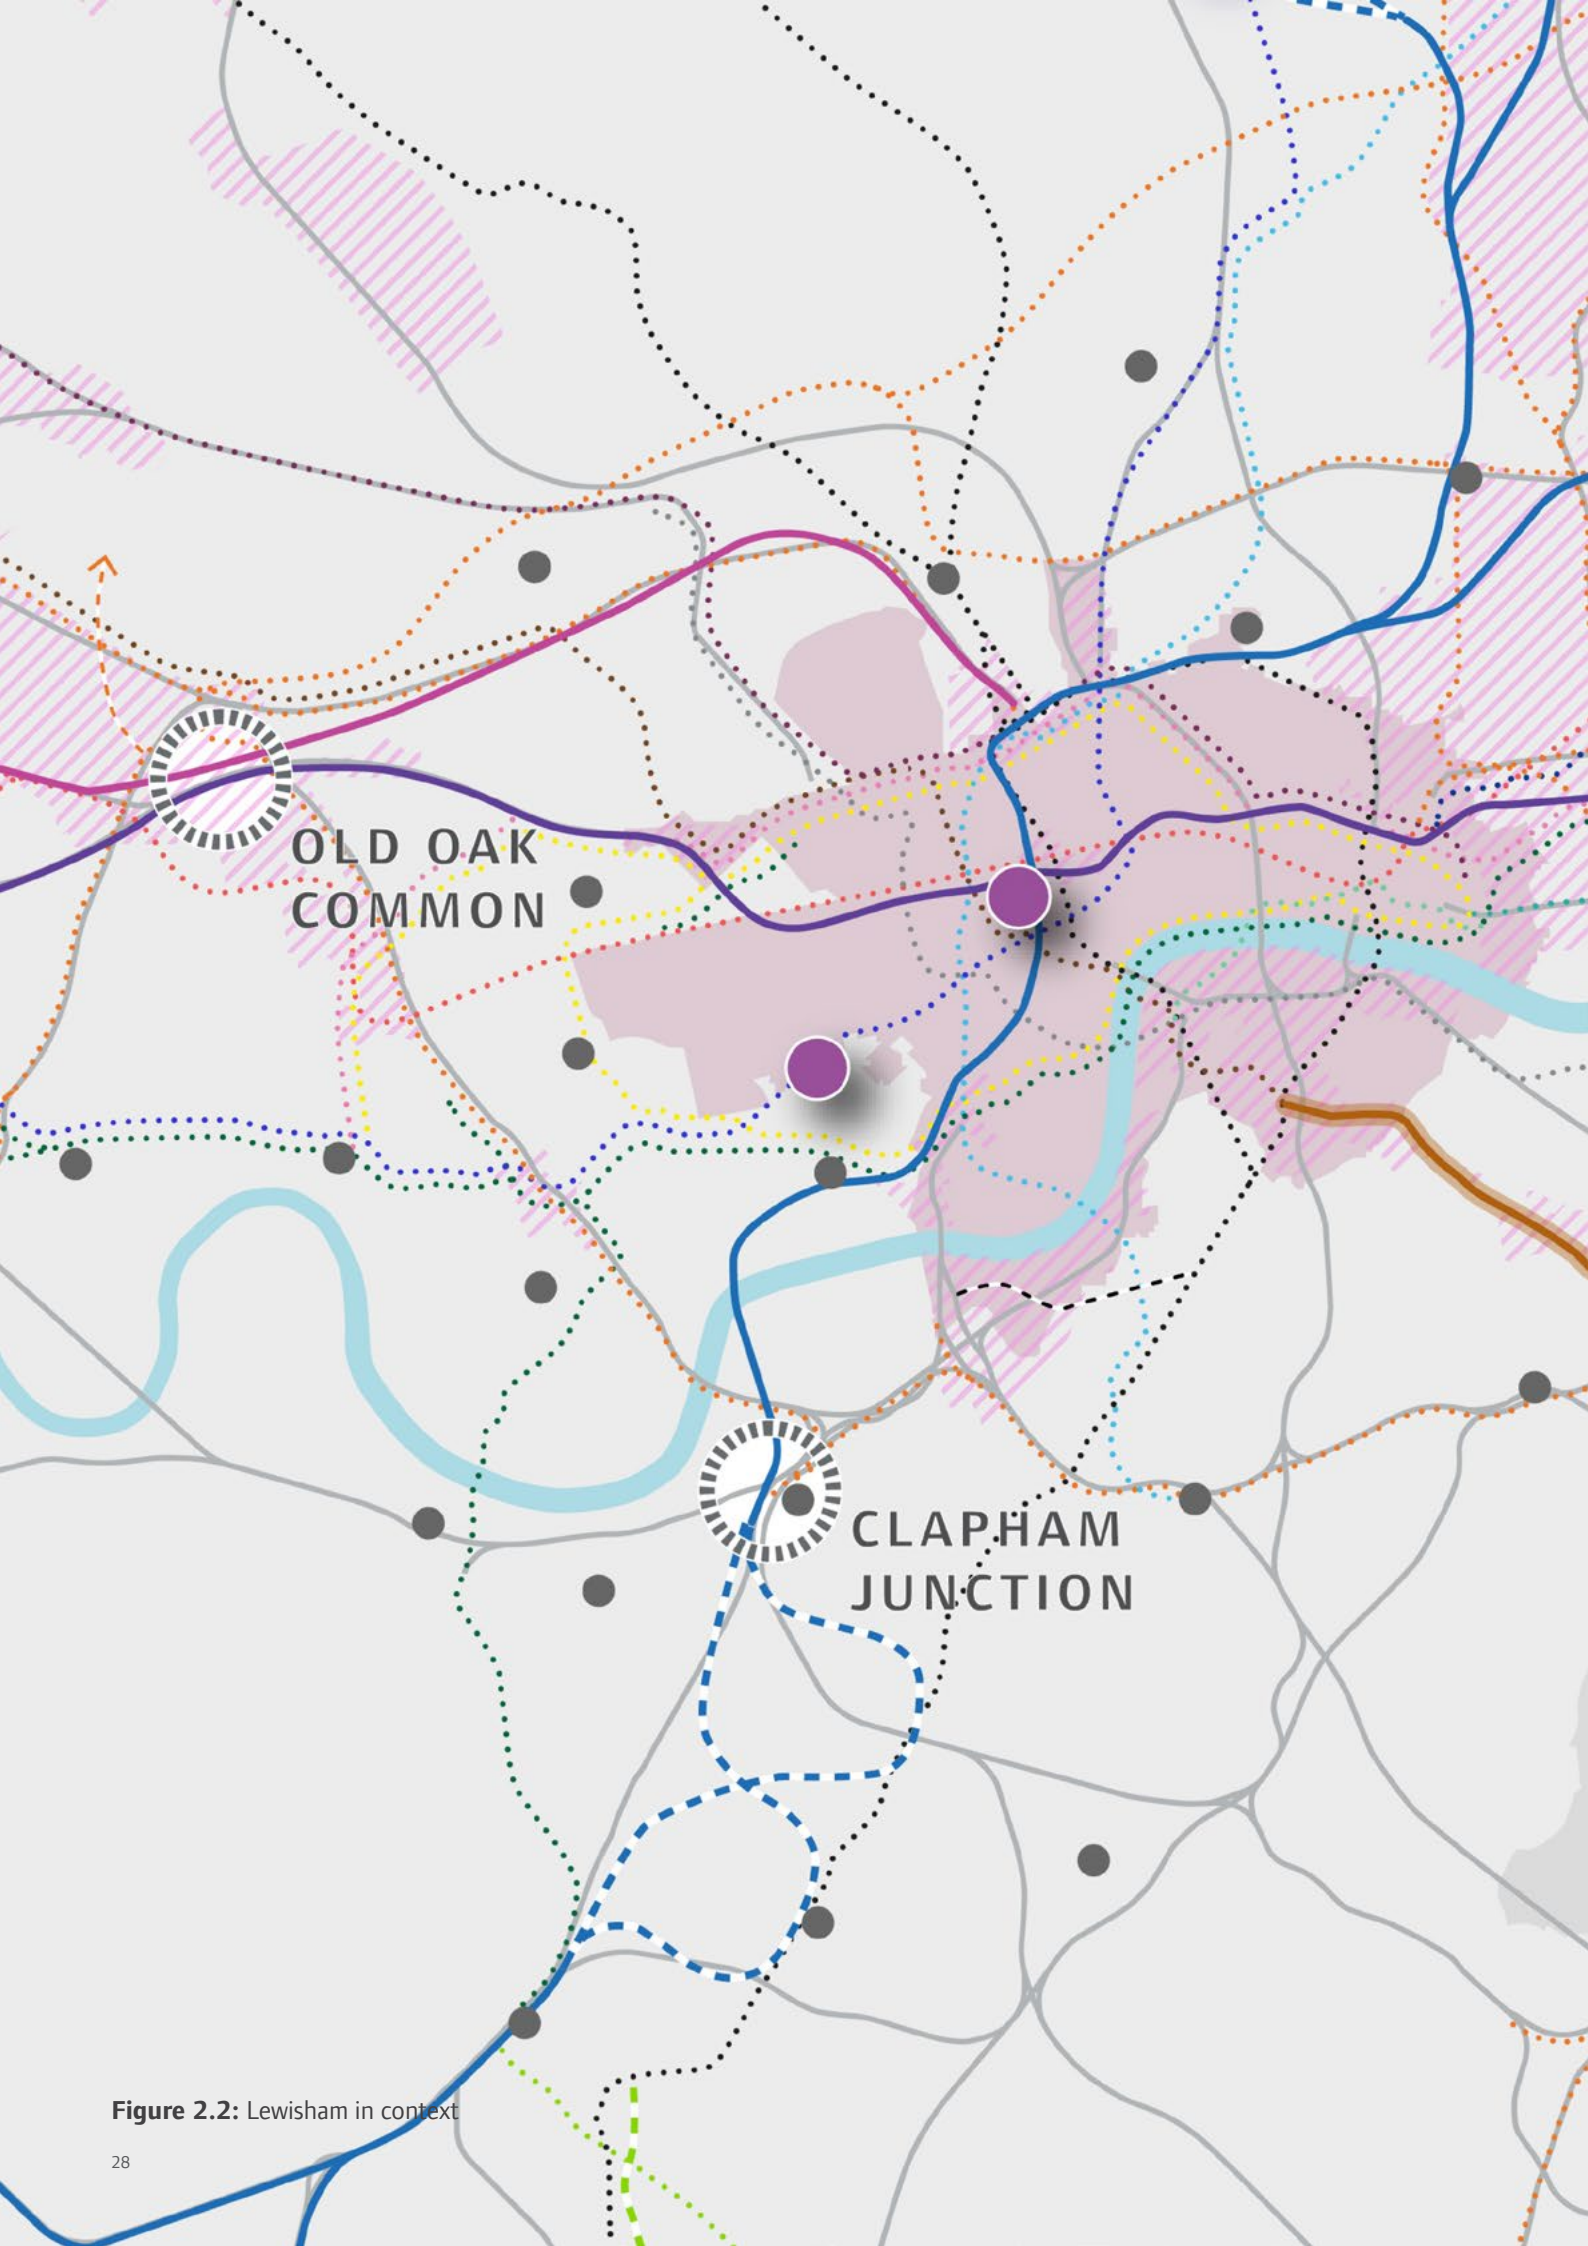 OLD OAK
COMMON
CLAPHAM
JUNCTION
Figure 2.2: Lewisham in context
28